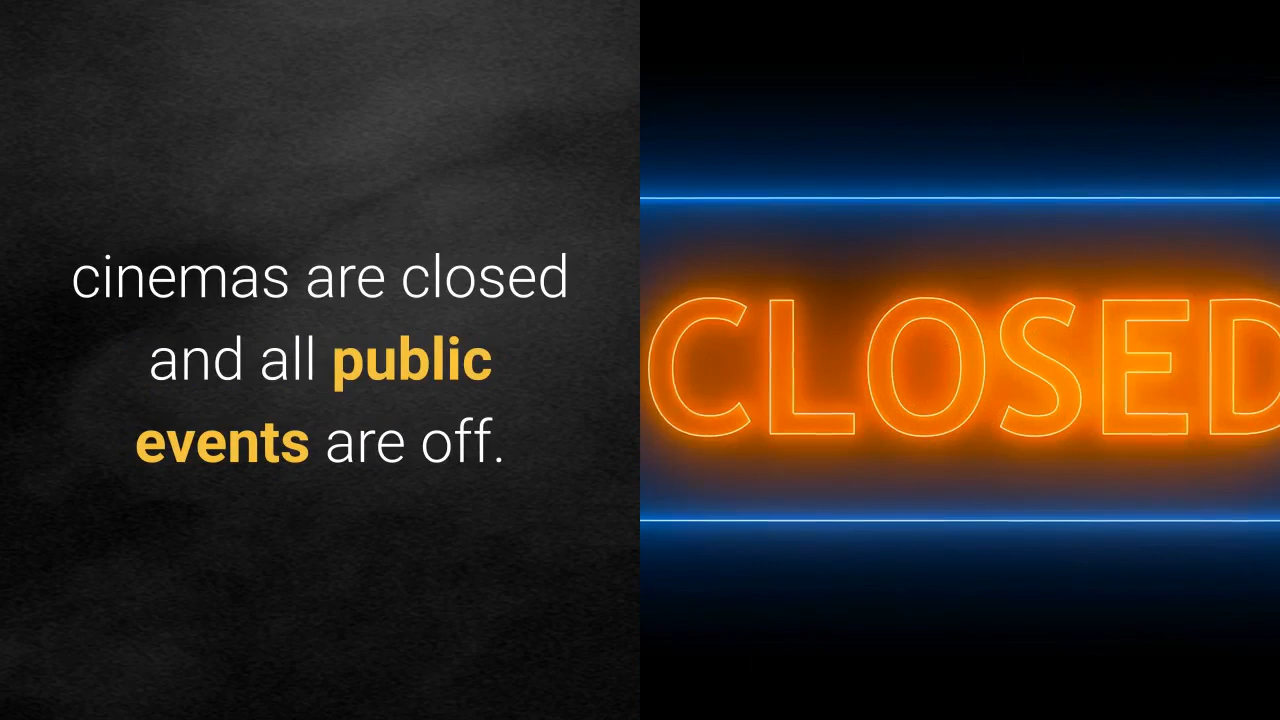 cinemas are closed
and all public
events are off.
CLOSED